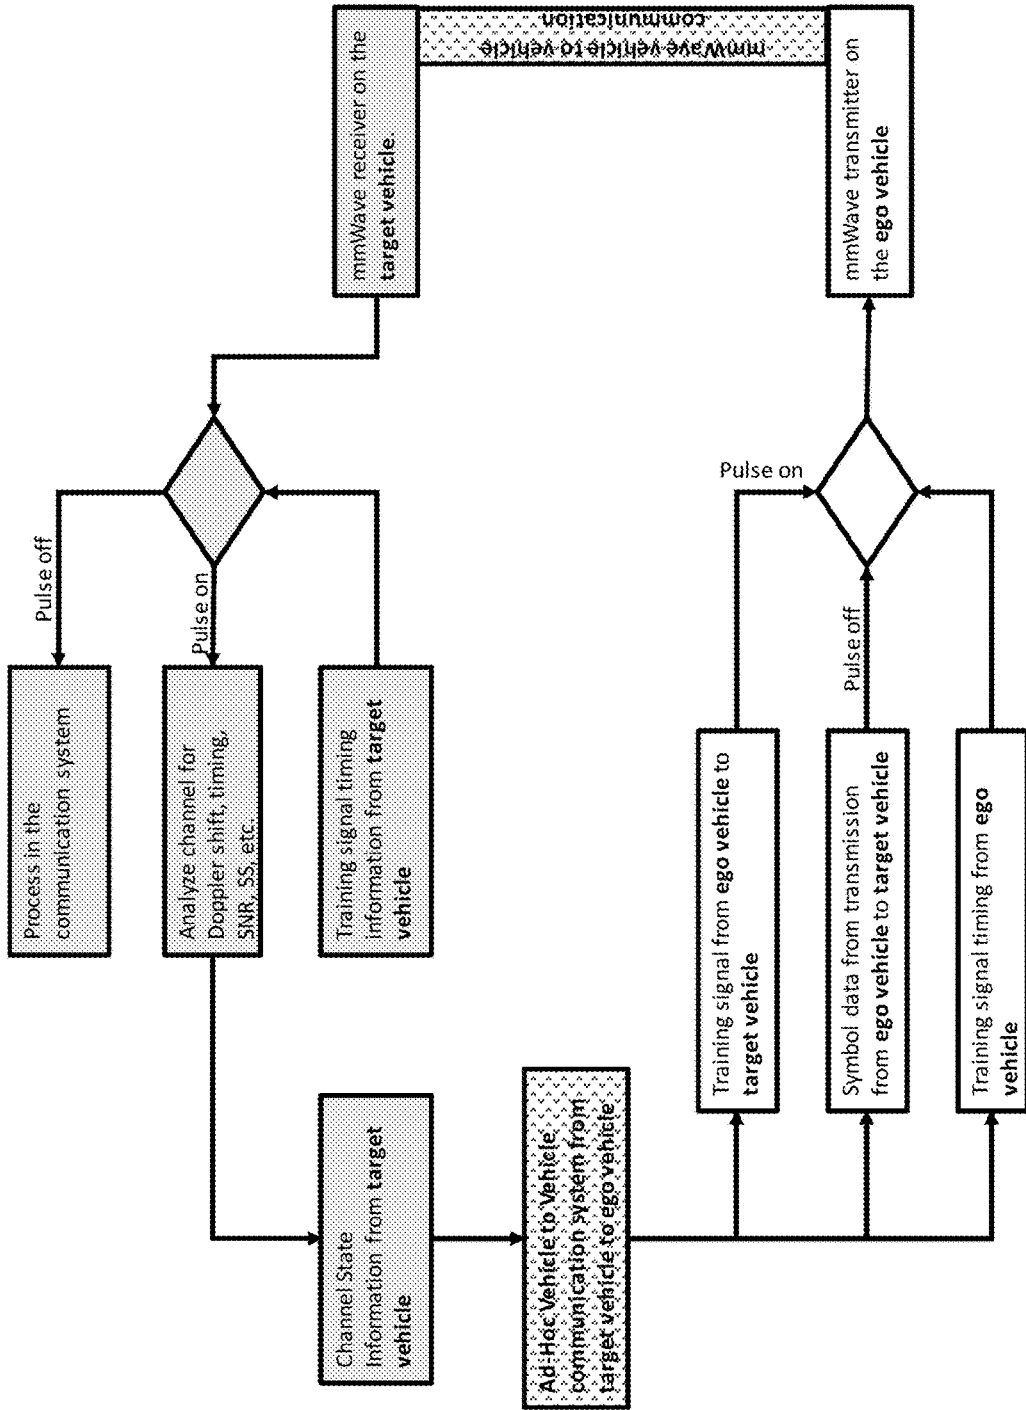 Process in the
communication system
Pulse off
Analyze channel for
Doppler shift, timing,
SNR, SS, etc.
Pulse on
Training signal timing
information from target
vehicle
mmWave receiver on the
target vehicle.
mmWave vehicle to vehicle
communication
Channel State
Information from target
vehicle
Ad-Hoc Vehicle to Vehicle
communication system from
target vehicle to ego vehicle
Training signal from ego vehicle to
target vehicle
Pulse on
Symbol data from transmission
from ego vehicle to target vehicle
Pulse off
Training signal timing from ego
vehicle
mmWave transmitter on
the ego vehicle